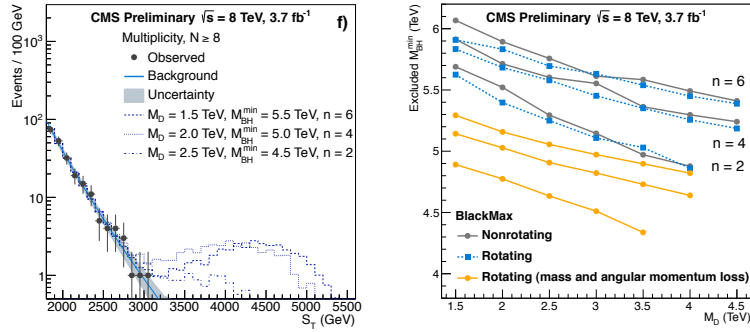 CMS Preliminary √s = 8 TeV, 3.7 fb⁻¹
f)
Multiplicity, N ≥ 8
Observed
Background
Uncertainty
M_D = 1.5 TeV, M_BH^min = 5.5 TeV, n = 6
M_D = 2.0 TeV, M_BH^min = 5.0 TeV, n = 4
M_D = 2.5 TeV, M_BH^min = 4.5 TeV, n = 2
Events / 100 GeV
10³
10²
10
1
2000 2500 3000 3500 4000 4500 5000 5500
S_T (GeV)
CMS Preliminary √s = 8 TeV, 3.7 fb⁻¹
Excluded M_BH^min (TeV)
6
5.5
5
4.5
4
n = 6
n = 4
n = 2
BlackMax
Nonrotating
Rotating
Rotating (mass and angular momentum loss)
1.5 2 2.5 3 3.5 4 4.5
M_D (TeV)